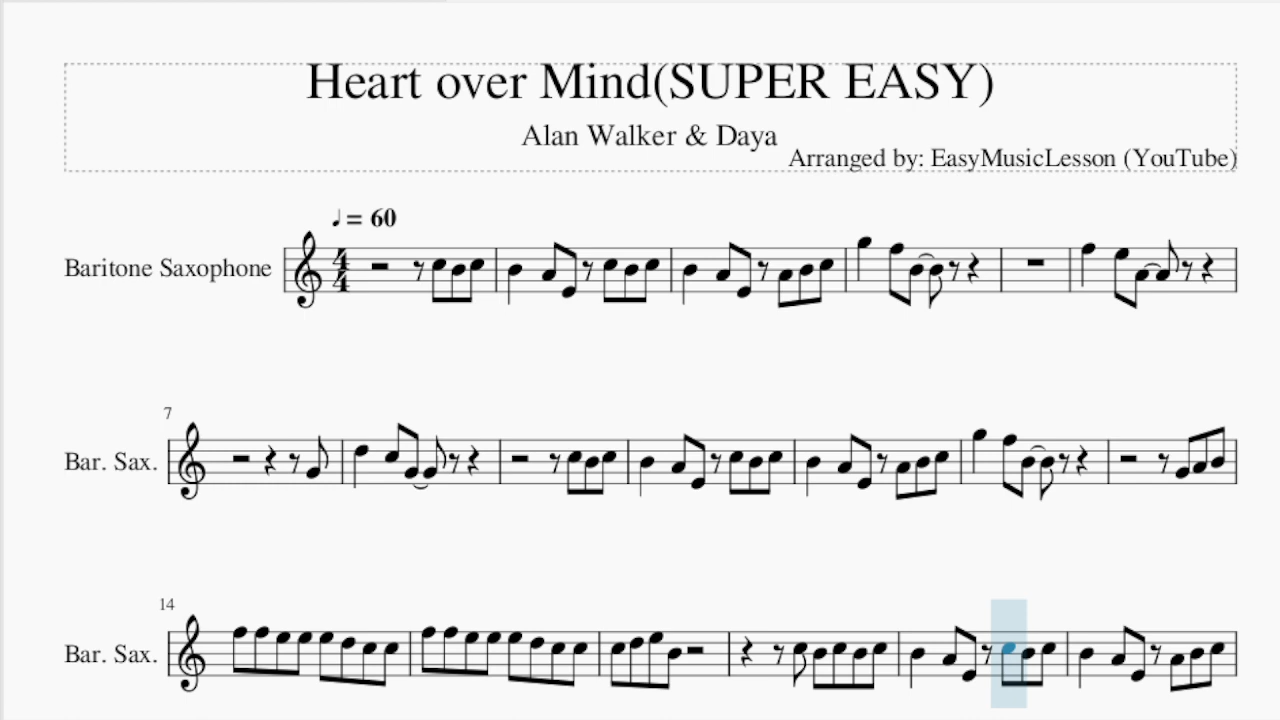 Heart over Mind(SUPER EASY)
Alan Walker & Daya
Arranged by: EasyMusicLesson (YouTube)
♩ = 60
Baritone Saxophone
4
4
7
Bar. Sax.
14
Bar. Sax.